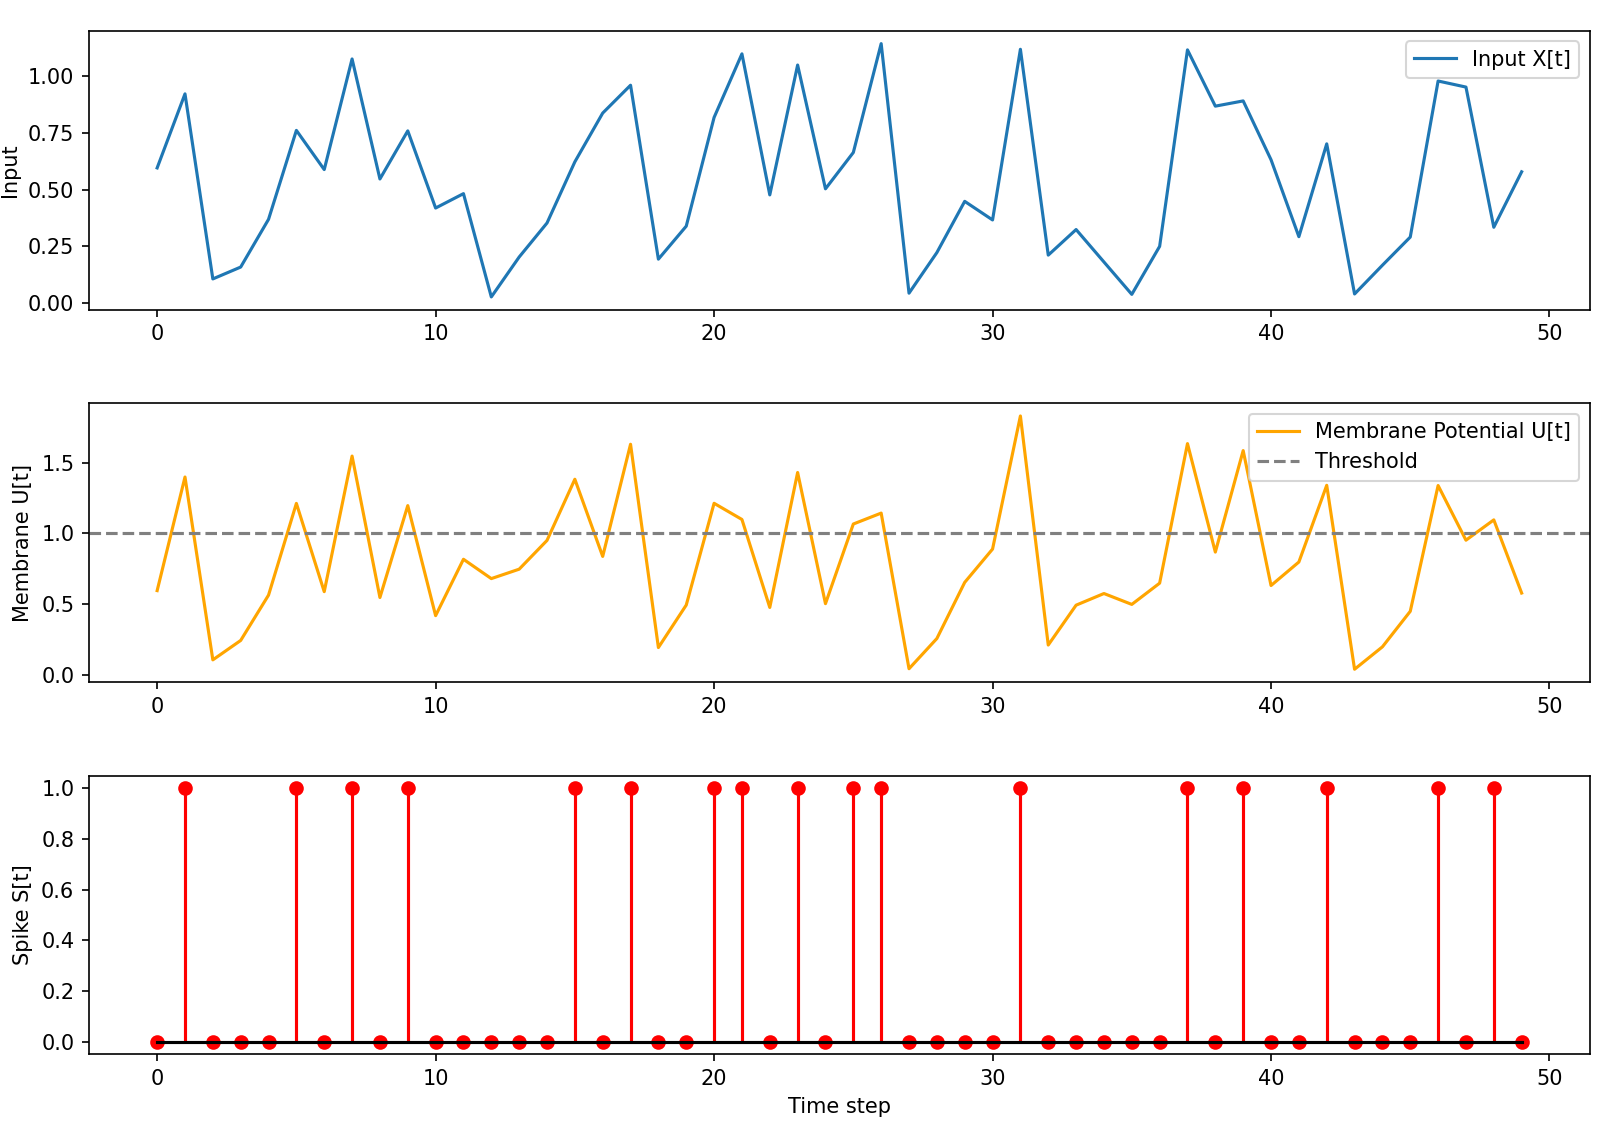 Input
1.00
0.75
0.50
0.25
0.00
Input X[t]
0 10 20 30 40 50
Membrane U[t]
1.5
1.0
0.5
0.0
Membrane Potential U[t]
Threshold
0 10 20 30 40 50
Spike S[t]
1.0
0.8
0.6
0.4
0.2
0.0
0 10 20 30 40 50
Time step